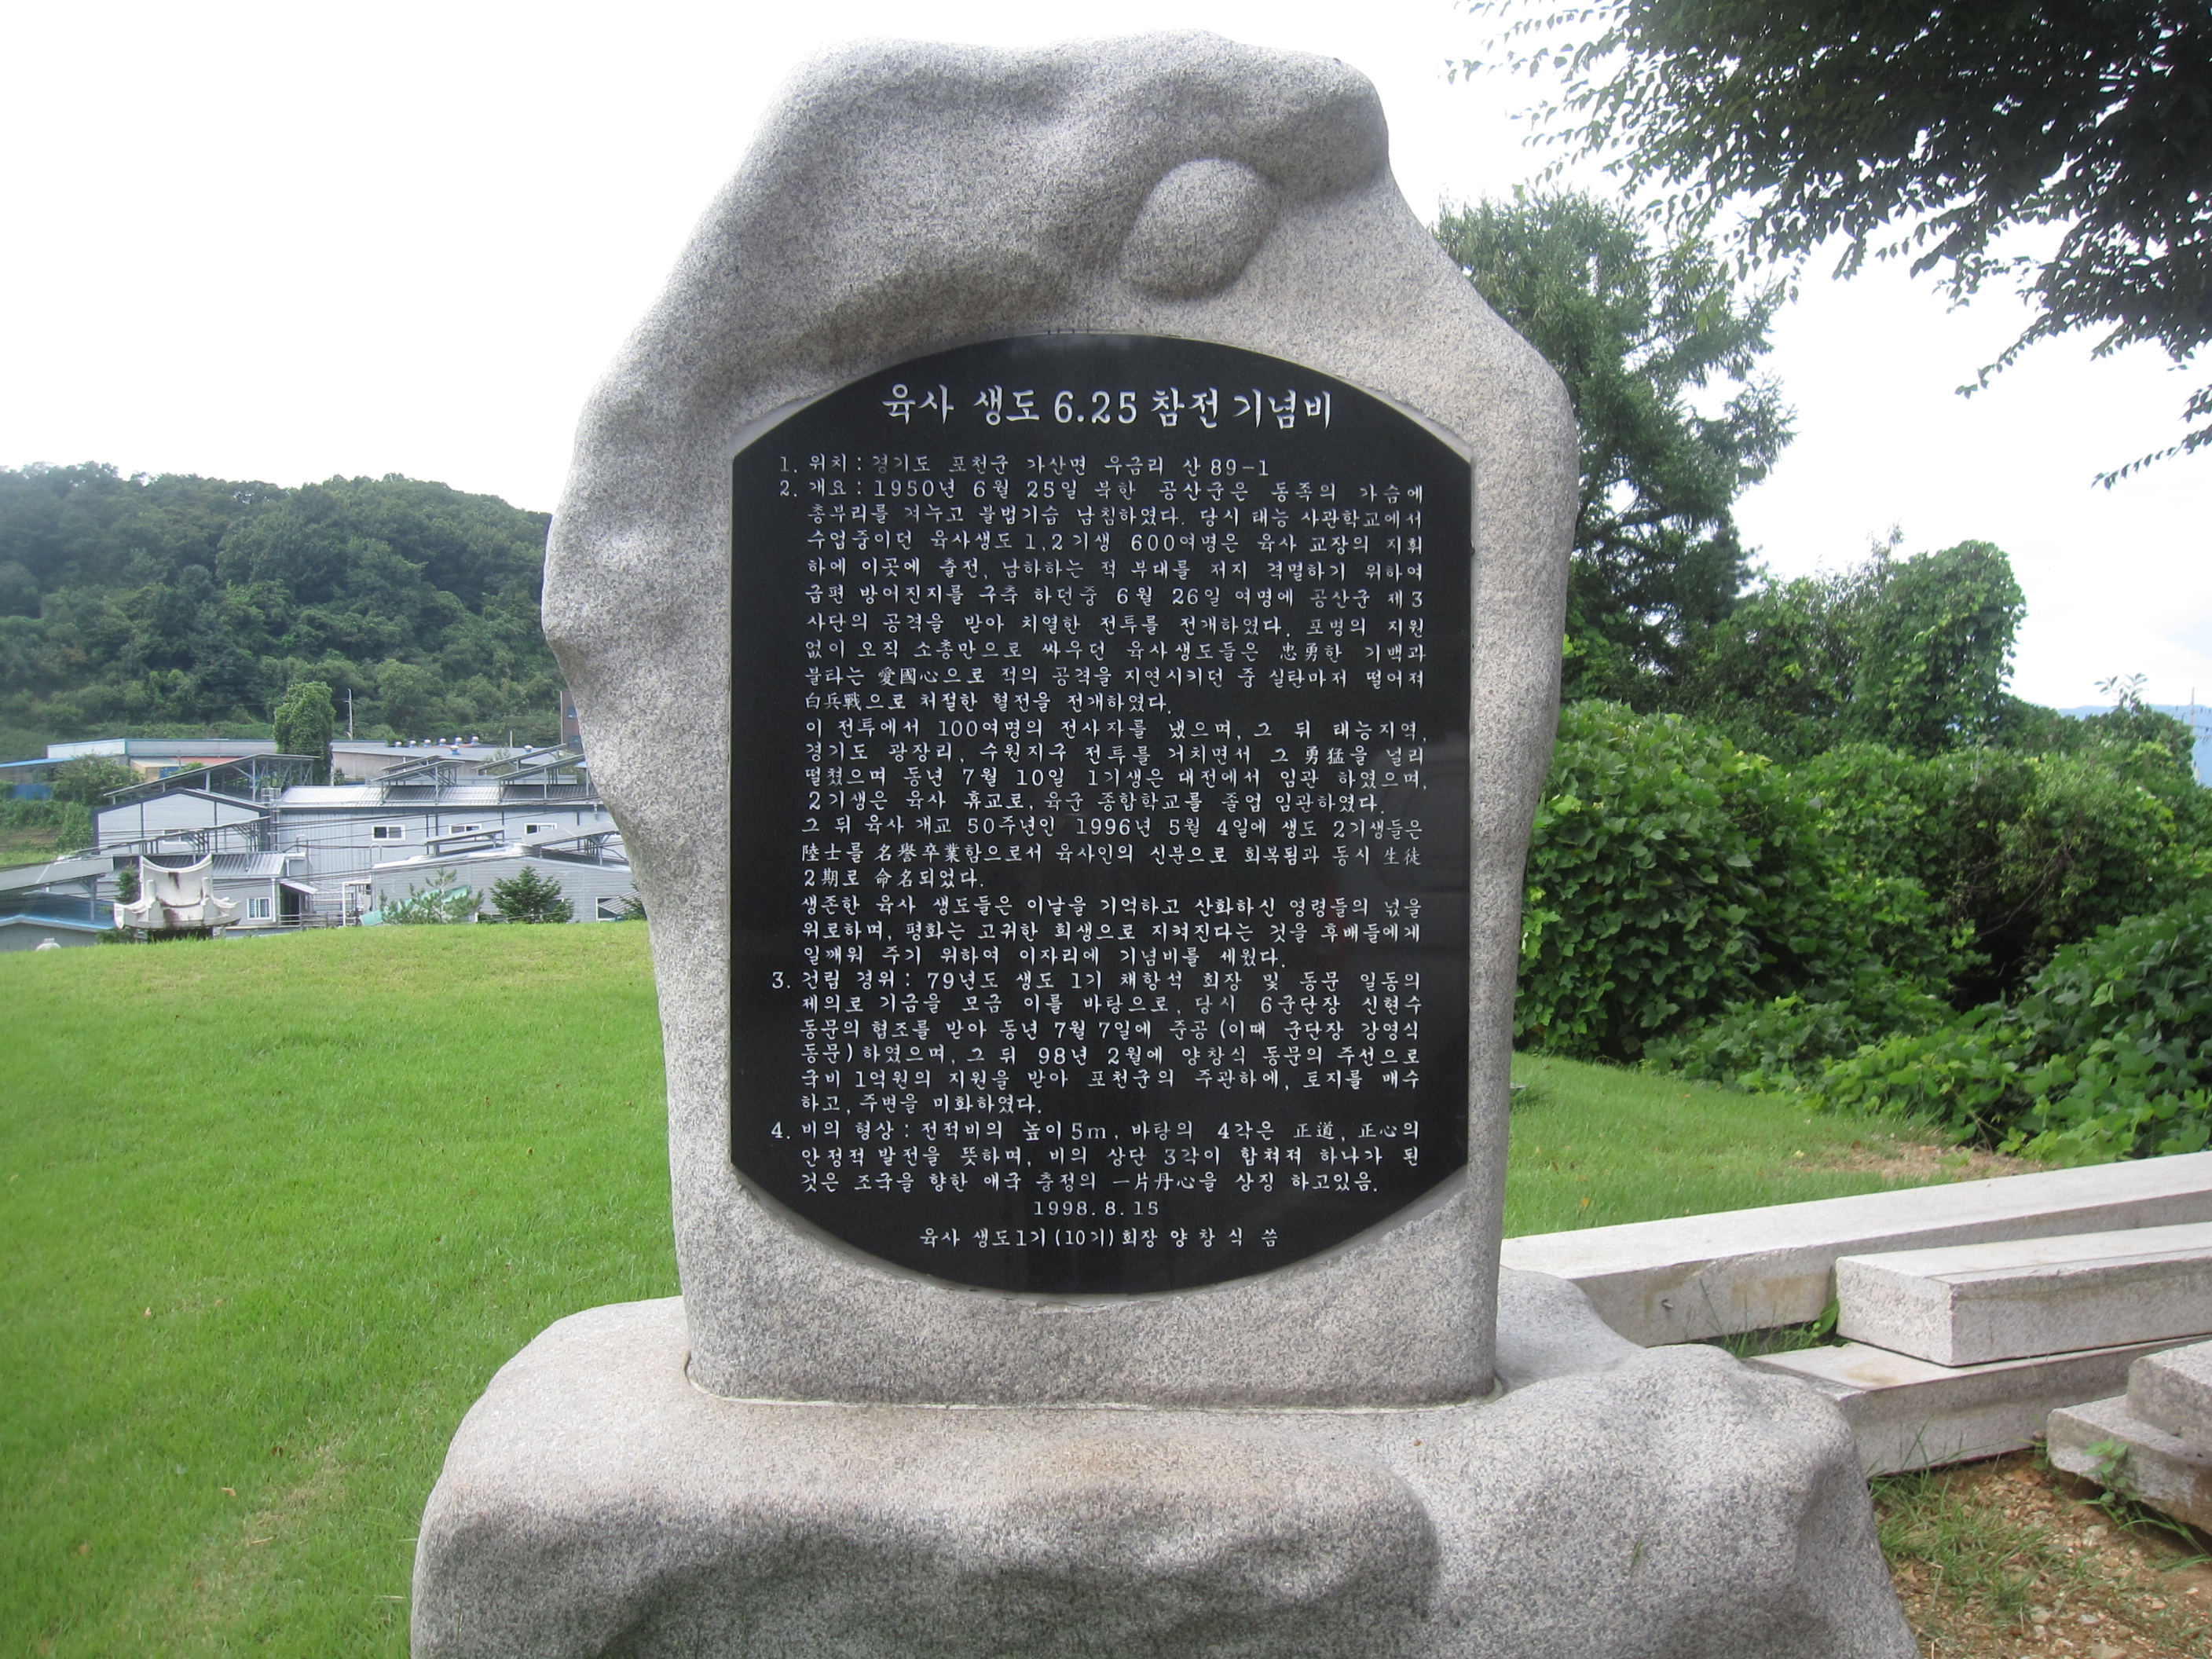 육사 생도 6.25 참전기념비
1. 위치 : 경기도 포천군 가산면 우금리 산 89-1
2. 개요 : 1950년 6월 25일 북한 공산군은 동족의 가슴에
총부리를 겨누고 불법기습 남침하였다. 당시 태능 사관학교에서
수업중이던 육사생도 1,2기생 600여명은 육사 교장의 지휘
하에 이곳에 출전, 남하하는 적 부대를 저지 격멸하기 위하여
급편 방어진지를 구축 하던중 6월 26일 여명에 공산군 제3
사단의 공격을 받아 치열한 전투를 전개하였다. 포병의 지원
없이 오직 소총만으로 싸우던 육사생도들은 忠勇한 기백과
불타는 愛國心으로 적의 공격을 지연시키던 중 실탄마저 떨어져
白兵戰으로 처절한 혈전을 전개하였다.
이 전투에서 100여명의 전사자를 냈으며, 그 뒤 태능지역,
경기도 광장리, 수원지구 전투를 거치면서 그 勇猛을 널리
떨쳤으며 동년 7월 10일 1기생은 대전에서 임관 하였으며,
2기생은 육사 휴교로, 육군 종합학교를 졸업 임관하였다.
그 뒤 육사 개교 50주년인 1996년 5월 4일에 생도 2기생들은
陸士를 名誉卒業함으로서 육사인의 신분으로 회복됨과 동시 生徒
2期로 命名되었다.
생존한 육사 생도들은 이날을 기억하고 산화하신 영령들의 넋을
위로하며, 평화는 고귀한 희생으로 지켜진다는 것을 후배들에게
일깨워 주기 위하여 이자리에 기념비를 세웠다.
3. 건립 경위 : 79년도 생도 1기 채항석 회장 및 동문 일동의
제의로 기금을 모금 이를 바탕으로, 당시 6군단장 신현수
동문의 협조를 받아 동년 7월 7일에 준공 (이때 군단장 강영식
동문) 하였으며, 그 뒤 98년 2월에 양창식 동문의 주선으로
국비 1억원의 지원을 받아 포천군의 주관하에, 토지를 매수
하고, 주변을 미화하였다.
4. 비의 형상 : 전적비의 높이 5m, 바탕의 4각은 正道, 正心의
안정적 발전을 뜻하며, 비의 상단 3각이 합쳐져 하나가 된
것은 조국을 향한 애국 충정의 一片丹心을 상징 하고있음.
1998. 8. 15
육사 생도1기 (10기) 회장 양 창 식 씀